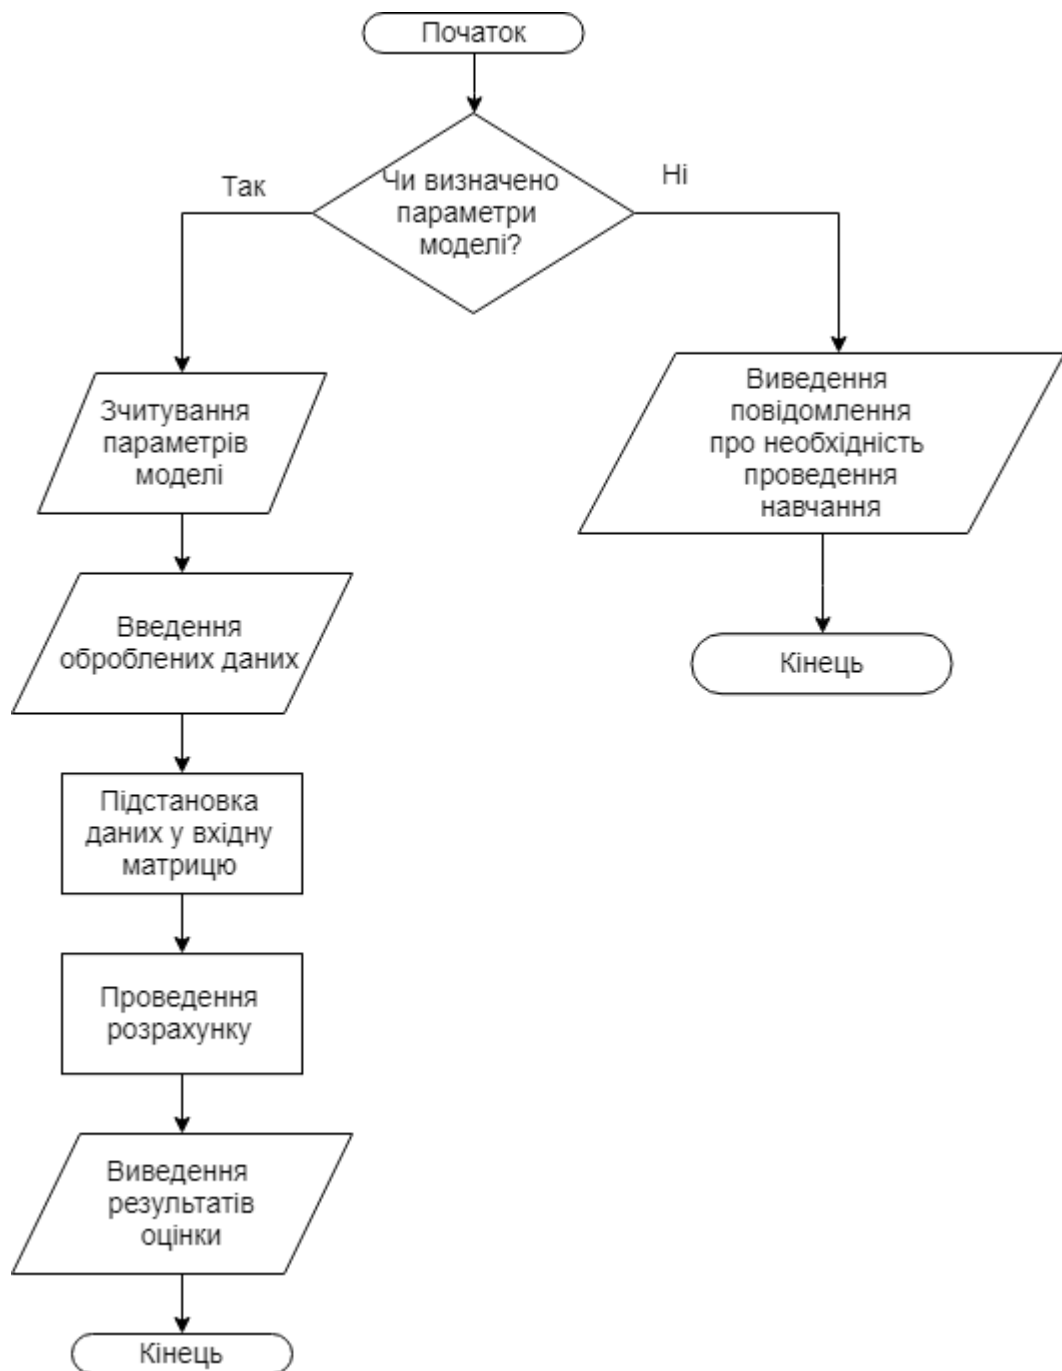 Початок
Чи визначено
параметри
моделі?
Так
Ні
Зчитування
параметрів
моделі
Виведення
повідомлення
про необхідність
проведення
навчання
Введення
оброблених даних
Кінець
Підстановка
даних у вхідну
матрицю
Проведення
розрахунку
Виведення
результатів
оцінки
Кінець